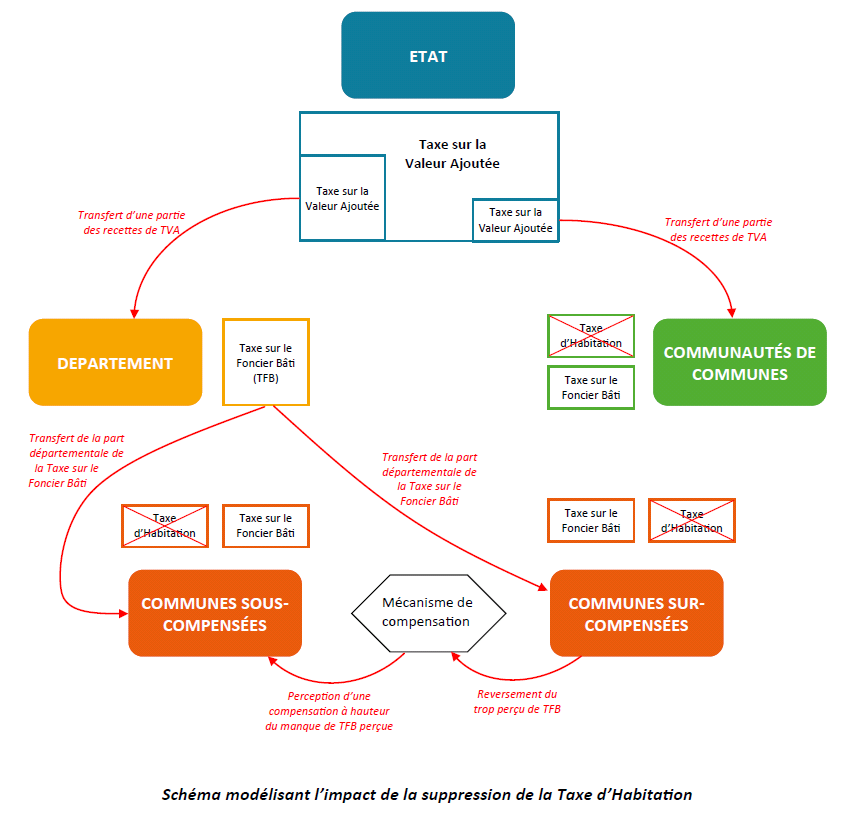 ETAT
Taxe sur la
Valeur Ajoutée
Taxe sur la
Valeur Ajoutée
Taxe sur la
Valeur Ajoutée
Transfert d'une partie
des recettes de TVA
Transfert d'une partie
des recettes de TVA
DEPARTEMENT
Taxe sur le
Foncier Bâti
(TFB)
Taxe
d'Habitation
Taxe sur le
Foncier Bâti
COMMUNAUTÉS DE
COMMUNES
Transfert de la part
départementale de
la Taxe sur le
Foncier Bâti
Transfert de la part
départementale de
la Taxe sur le
Foncier Bâti
Taxe
d'Habitation
Taxe sur le
Foncier Bâti
Taxe sur le
Foncier Bâti
Taxe
d'Habitation
COMMUNES SOUS-
COMPENSÉES
Mécanisme de
compensation
COMMUNES SUR-
COMPENSÉES
Perception d'une
compensation à hauteur
du manque de TFB perçue
Reversement du
trop perçu de TFB
Schéma modélisant l'impact de la suppression de la Taxe d'Habitation